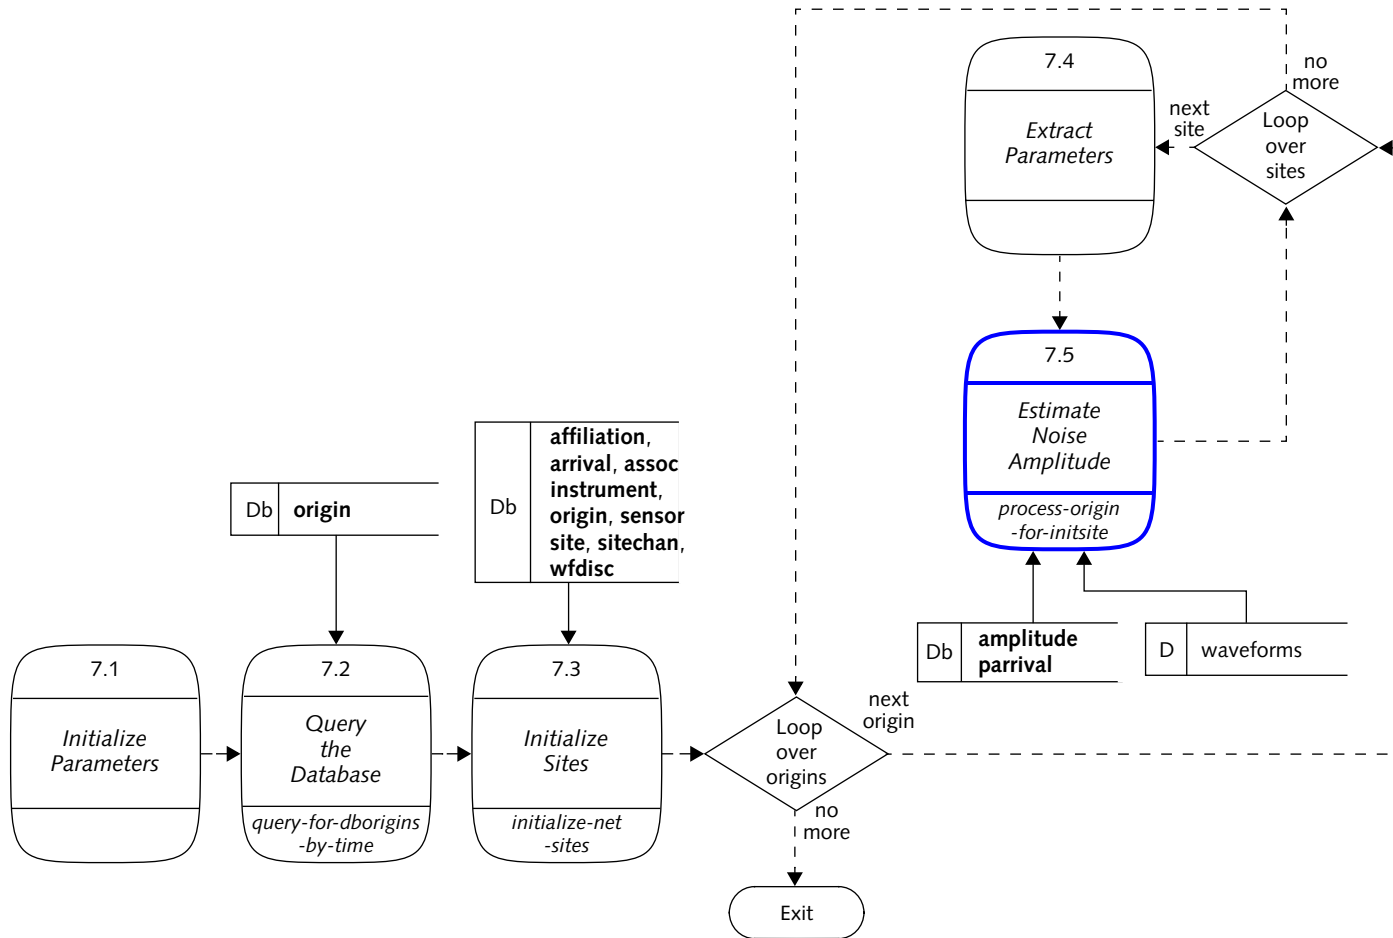 7.4
Extract
Parameters
next
site
no
more
Loop
over
sites
7.5
Estimate
Noise
Amplitude
process-origin
-for-initsite
Db
amplitude
parrival
D
waveforms
Db
origin
Db
affiliation,
arrival, assoc
instrument,
origin, sensor
site, sitechan,
wfdisc
7.1
Initialize
Parameters
7.2
Query
the
Database
query-for-dborigins
-by-time
7.3
Initialize
Sites
initialize-net
-sites
Loop
over
origins
next
origin
no
more
Exit